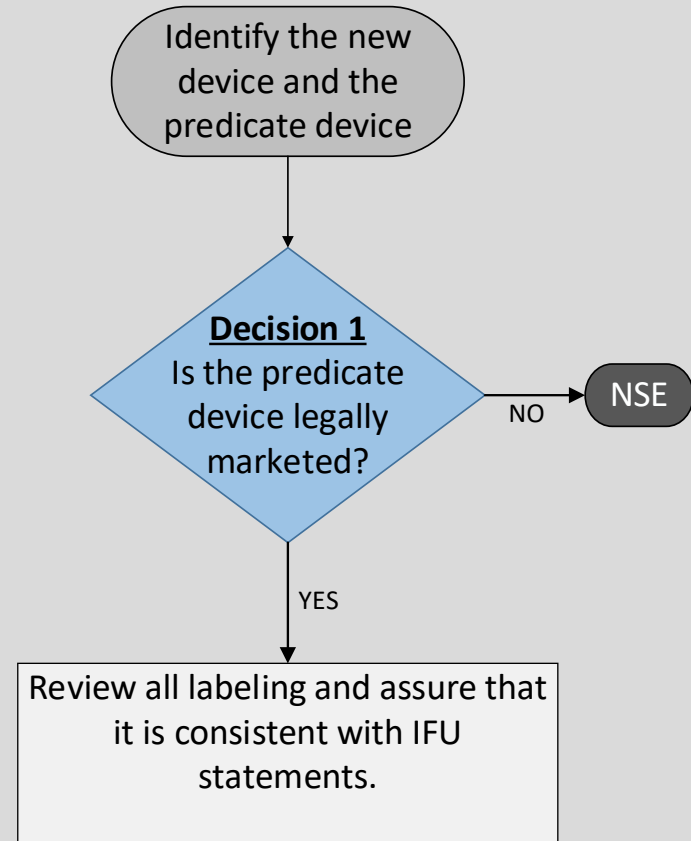 Identify the new
device and the
predicate device
Decision 1
Is the predicate
device legally
marketed?
NO
NSE
YES
Review all labeling and assure that
it is consistent with IFU
statements.